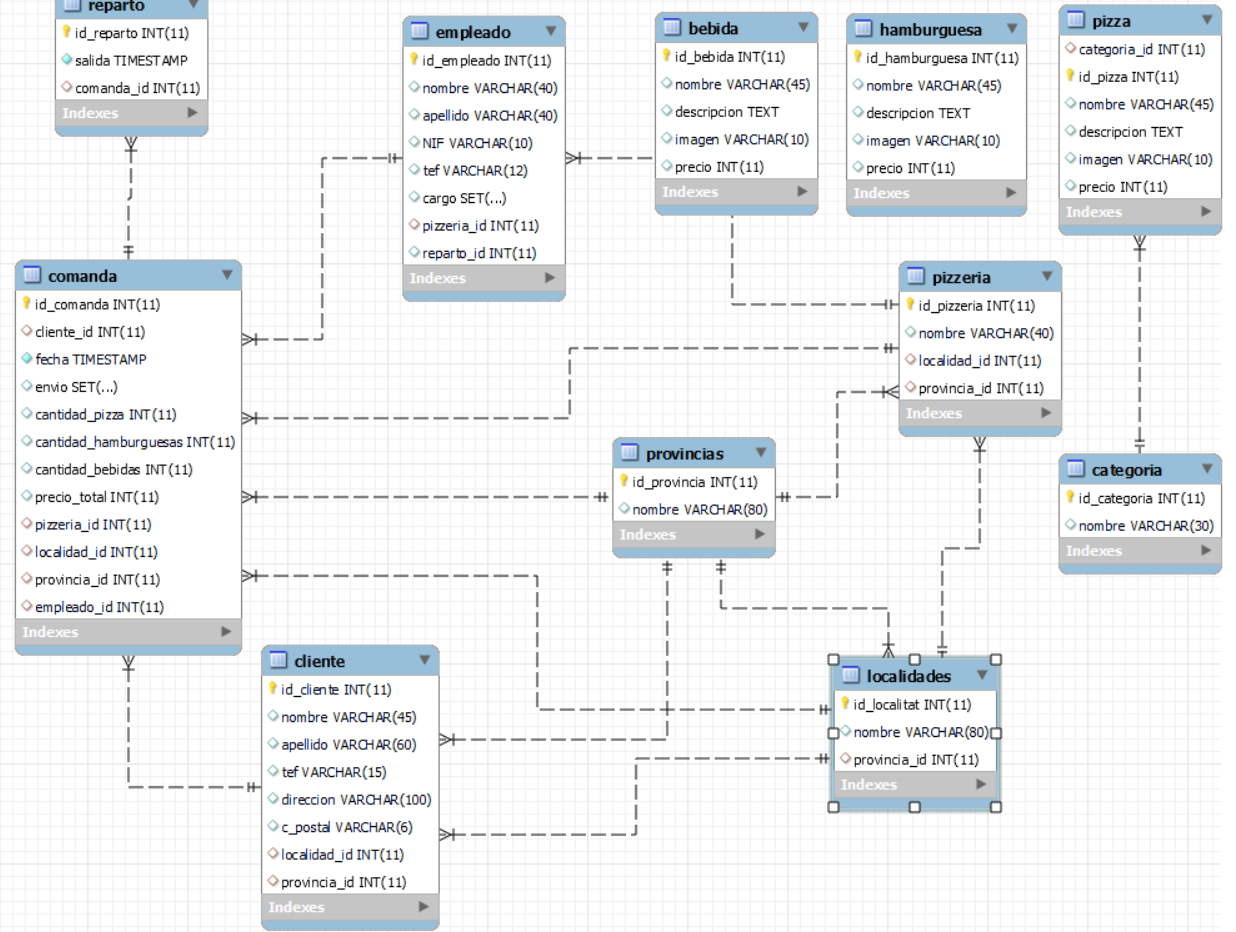 reparto
id_reparto INT(11)
salida TIMESTAMP
comanda_id INT(11)
Indexes
empleado
id_empleado INT(11)
nombre VARCHAR(40)
apellido VARCHAR(40)
NIF VARCHAR(10)
tef VARCHAR(12)
cargo SET(...)
pizzeria_id INT(11)
reparto_id INT(11)
Indexes
bebida
id_bebida INT(11)
nombre VARCHAR(45)
descripcion TEXT
imagen VARCHAR(10)
precio INT(11)
Indexes
hamburguesa
id_hamburguesa INT(11)
nombre VARCHAR(45)
descripcion TEXT
imagen VARCHAR(10)
precio INT(11)
Indexes
pizza
categoria_id INT(11)
id_pizza INT(11)
nombre VARCHAR(45)
descripcion TEXT
imagen VARCHAR(10)
precio INT(11)
Indexes
comanda
id_comanda INT(11)
cliente_id INT(11)
fecha TIMESTAMP
envio SET(...)
cantidad_pizza INT(11)
cantidad_hamburguesas INT(11)
cantidad_bebidas INT(11)
precio_total INT(11)
pizzeria_id INT(11)
localidad_id INT(11)
provincia_id INT(11)
empleado_id INT(11)
Indexes
pizzeria
id_pizzeria INT(11)
nombre VARCHAR(40)
localidad_id INT(11)
provincia_id INT(11)
Indexes
provincias
id_provincia INT(11)
nombre VARCHAR(80)
Indexes
categoria
id_categoria INT(11)
nombre VARCHAR(30)
Indexes
cliente
id_cliente INT(11)
nombre VARCHAR(45)
apellido VARCHAR(60)
tef VARCHAR(15)
direccion VARCHAR(100)
c_postal VARCHAR(6)
localidad_id INT(11)
provincia_id INT(11)
Indexes
localidades
id_localitat INT(11)
nombre VARCHAR(80)
provincia_id INT(11)
Indexes